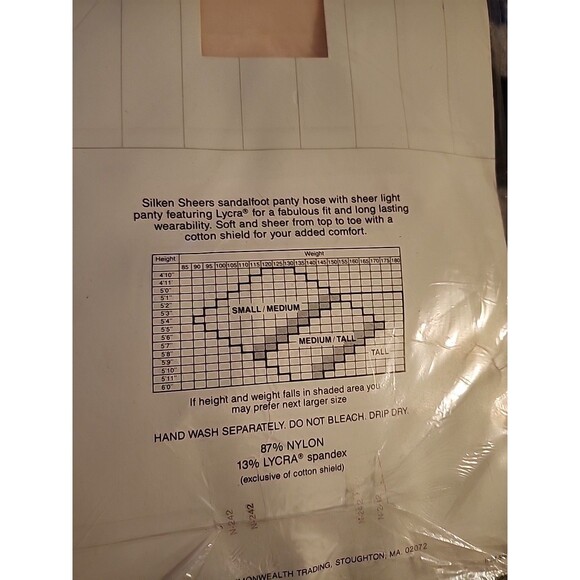 Silken Sheers sandalfoot panty hose with sheer light
panty featuring Lycra® for a fabulous fit and long lasting
wearability. Soft and sheer from top to toe with a
cotton shield for your added comfort.
Height Weight
85 90 95 100 105 110 115 120 125 130 135 140 145 150 155 160 165 170 175 180
4'10"
4'11"
5'0"
5'1"
5'2"
5'3"
5'4"
5'5"
5'6"
5'7"
5'8"
5'9"
5'10"
5'11"
6'0"
SMALL/MEDIUM
MEDIUM/TALL
TALL
If height and weight falls in shaded area you
may prefer next larger size
HAND WASH SEPARATELY. DO NOT BLEACH. DRIP DRY.
87% NYLON
13% LYCRA® spandex
(exclusive of cotton shield)
N-242
N-242
TRADING, STOUGHTON, MA 02072